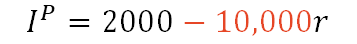 I^P = 2000 − 10,000r